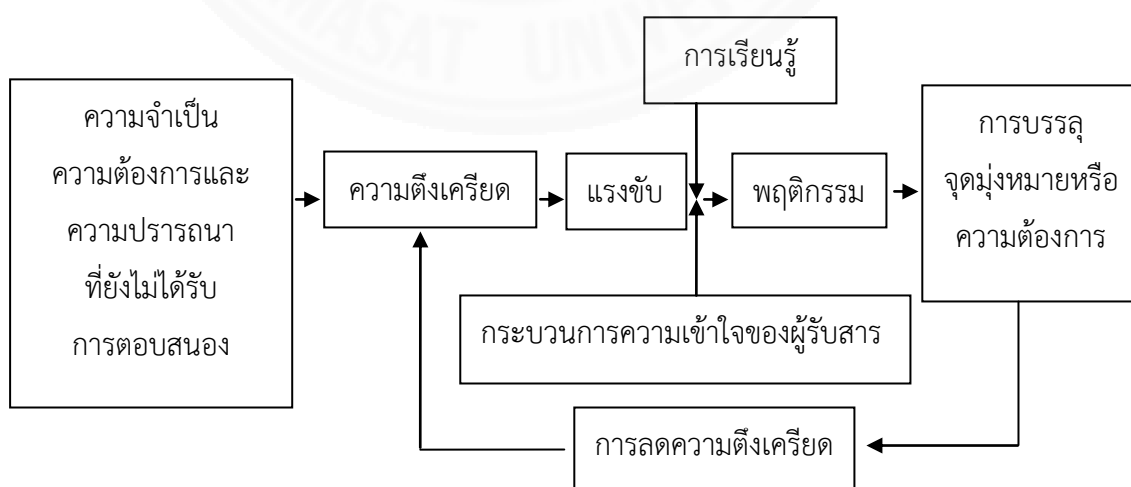 MASAT UNIVE
การเรียนรู้
ความจำเป็น
ความต้องการและ
ความปรารถนา
ที่ยังไม่ได้รับ
การตอบสนอง
ความตึงเครียด
แรงขับ
พฤติกรรม
การบรรลุ
จุดมุ่งหมายหรือ
ความต้องการ
กระบวนการความเข้าใจของผู้รับสาร
การลดความตึงเครียด